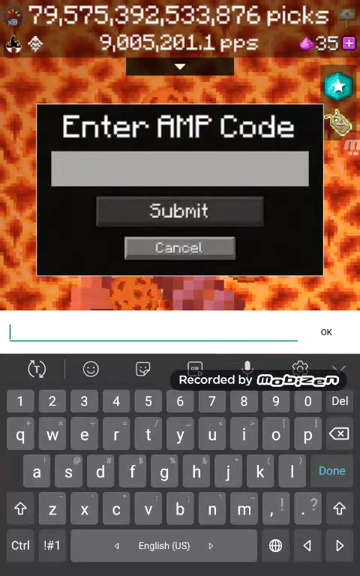 79,575,392,533,876 picks
9,005,201.1 pps
35
Enter AMP Code
Submit
Cancel
OK
Recorded by Mobizen
1 2 3 4 5 6 7 8 9 0 Del
q w e r t y u i o p
a s d f g h j k l Done
z x c v b n m , ! . ?
Ctrl !#1 English (US)